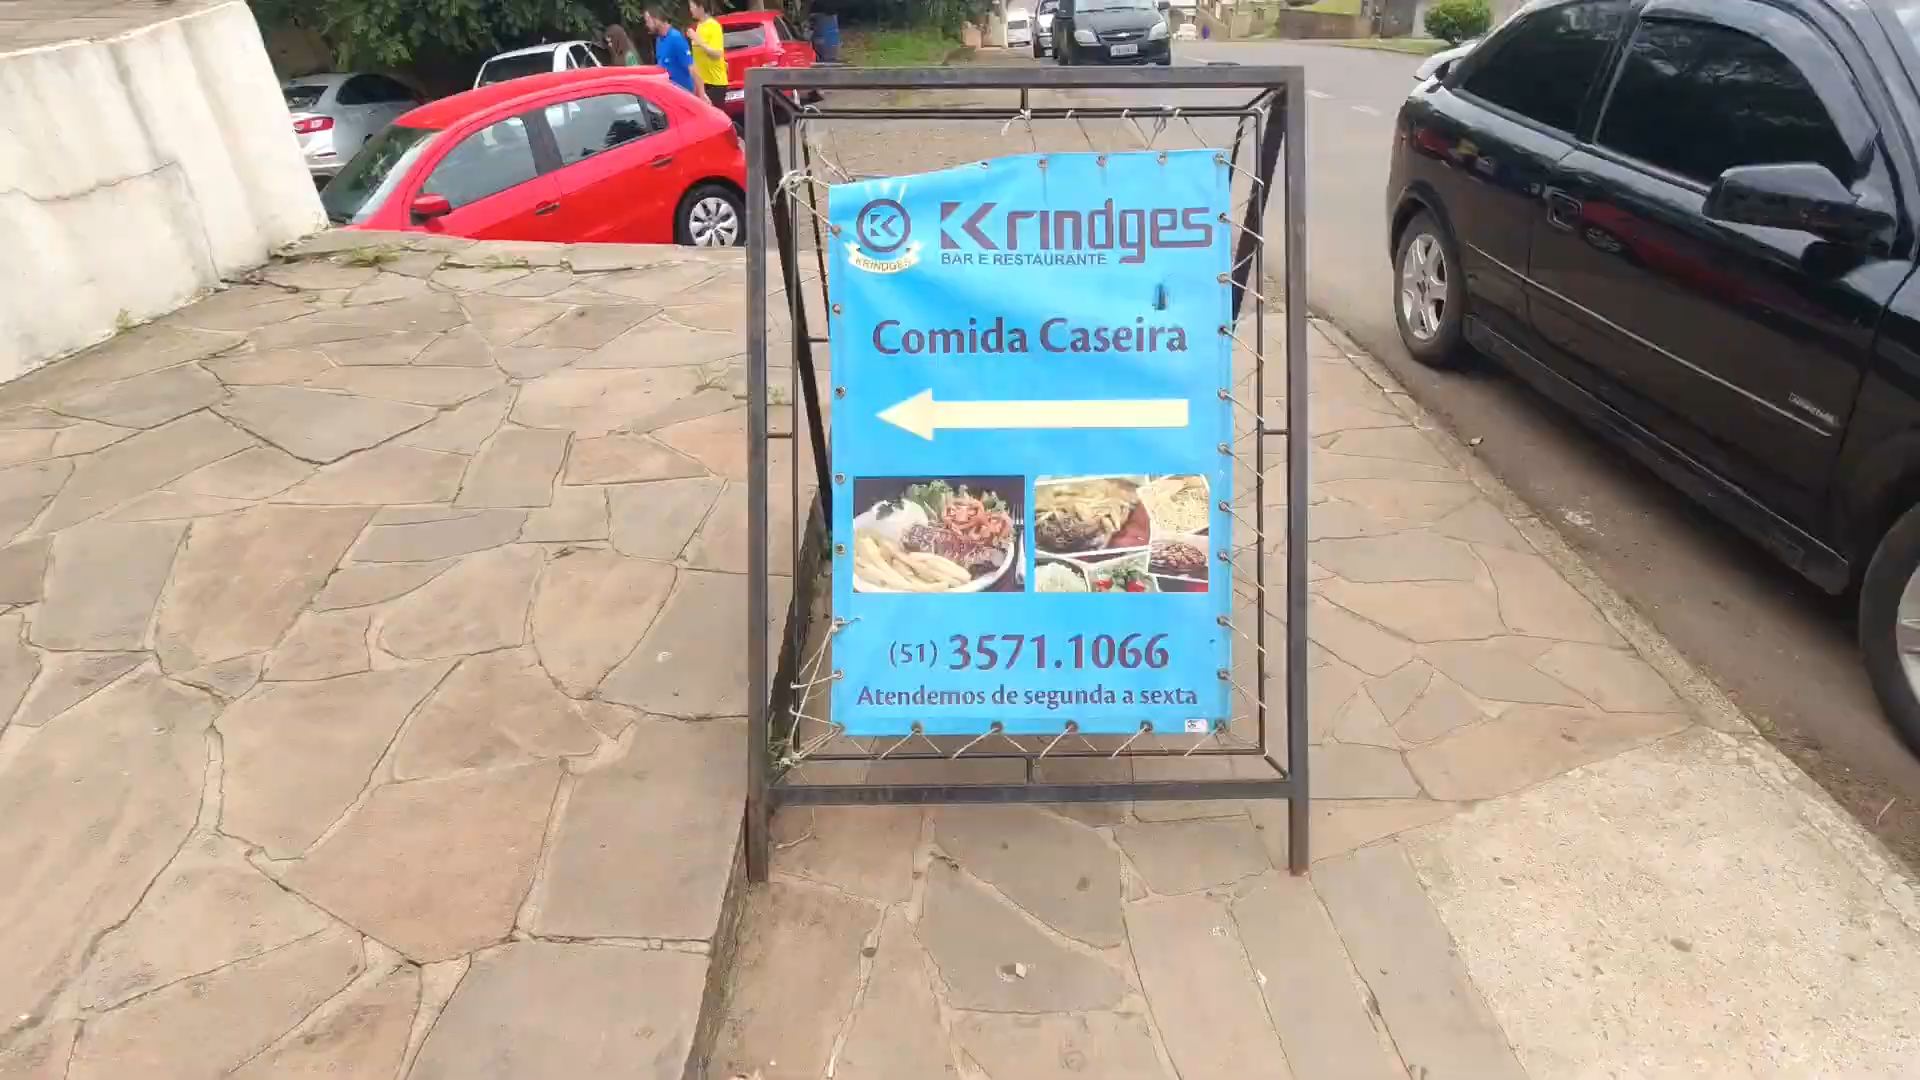 KRINDGES
Krindges
BAR E RESTAURANTE
Comida Caseira
(51) 3571.1066
Atendemos de segunda a sexta